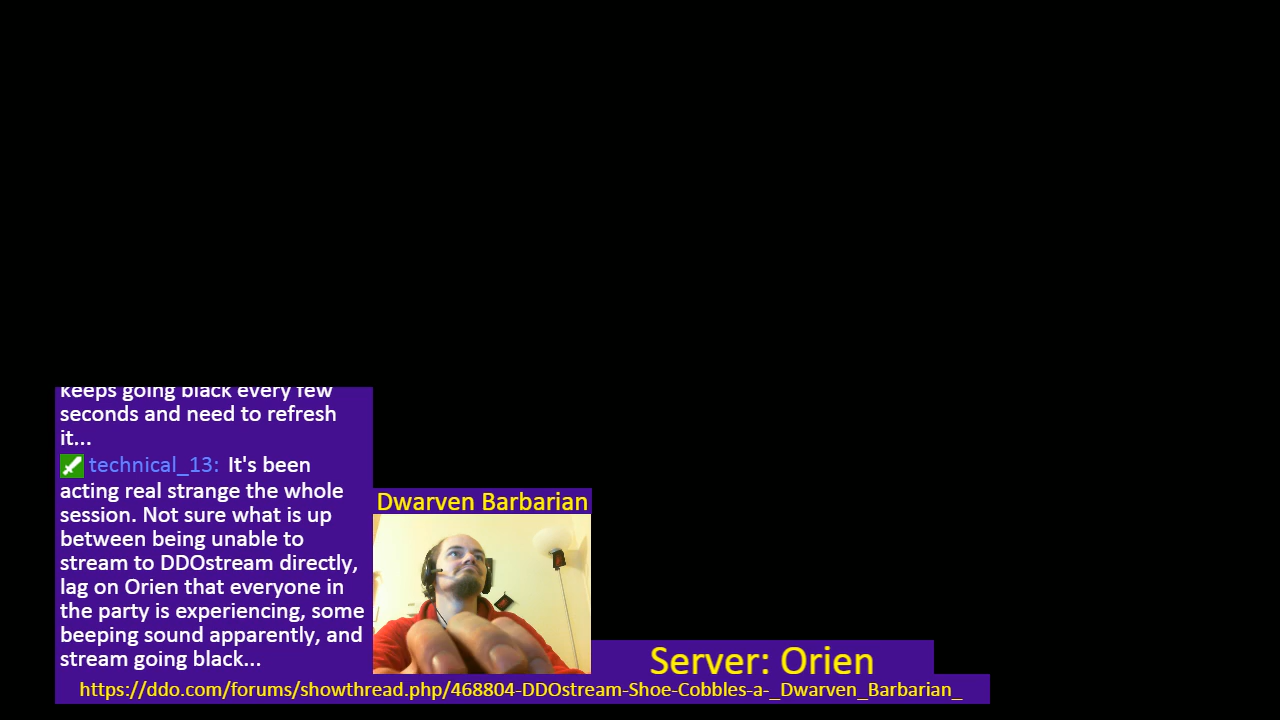 keeps going black every few
seconds and need to refresh
it...
technical_13: It's been
acting real strange the whole
session. Not sure what is up
between being unable to
stream to DDOstream directly,
lag on Orien that everyone in
the party is experiencing, some
beeping sound apparently, and
stream going black...
Dwarven Barbarian
Server: Orien
https://ddo.com/forums/showthread.php/468804-DDOstream-Shoe-Cobbles-a-_Dwarven_Barbarian_